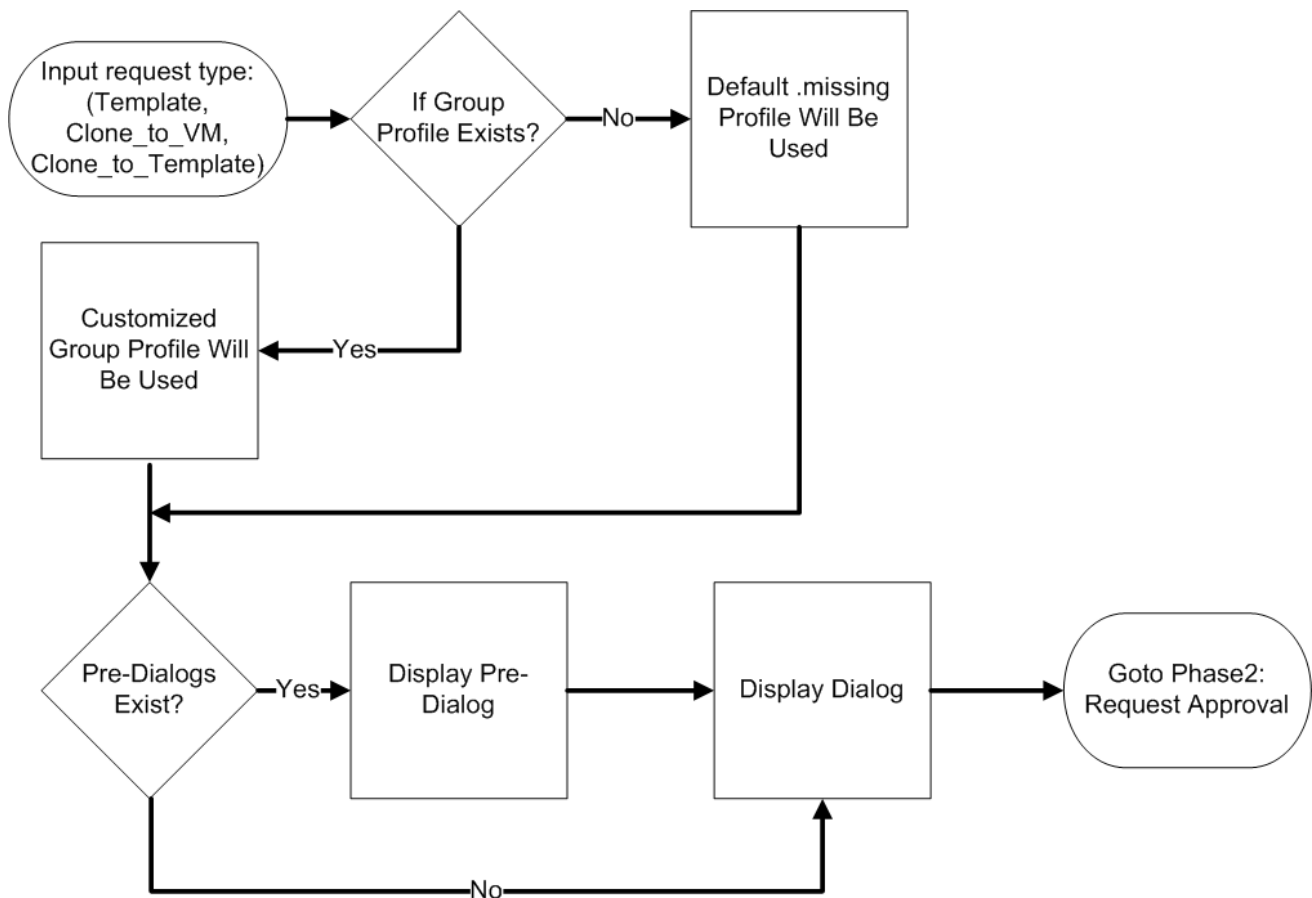 Input request type:
(Template,
Clone_to_VM,
Clone_to_Template)
If Group
Profile Exists?
No
Default .missing
Profile Will Be
Used
Customized
Group Profile Will
Be Used
Yes
Pre-Dialogs
Exist?
Yes
Display Pre-
Dialog
Display Dialog
Goto Phase2:
Request Approval
No